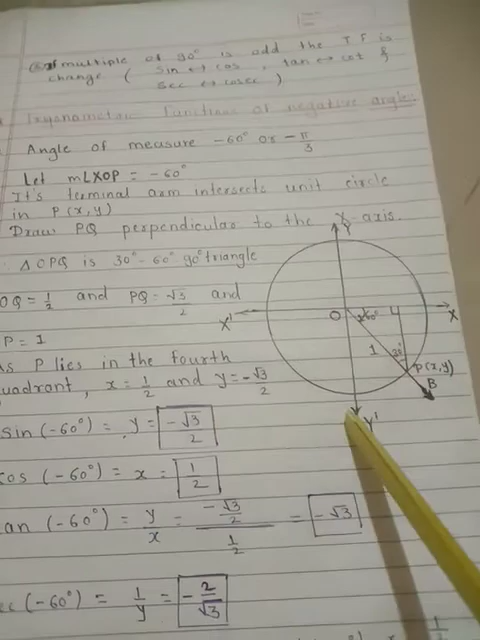 If multiple of 90° is odd the T.F is
change ( sin ↔ cos , tan ↔ cot &
sec ↔ cosec )
Trigonometric Functions of negative angle:
Angle of measure -60° or -π/3
Let m∠XOP = -60°
It's terminal arm intersects unit circle
in P(x,y)
Draw PQ perpendicular to the X-axis.
∴ △OPQ is 30°-60°-90° triangle
OQ = 1/2 and PQ = √3/2 and
P = 1
As P lies in the fourth
quadrant, x = 1/2 and y = -√3/2
sin (-60°) = y = -√3/2
cos (-60°) = x = 1/2
tan (-60°) = y/x = (-√3/2)/(1/2) = -√3
ec (-60°) = 1/y = -2/√3
Y
X'
O
60°
X
1
30°
P(x,y)
B
Y'